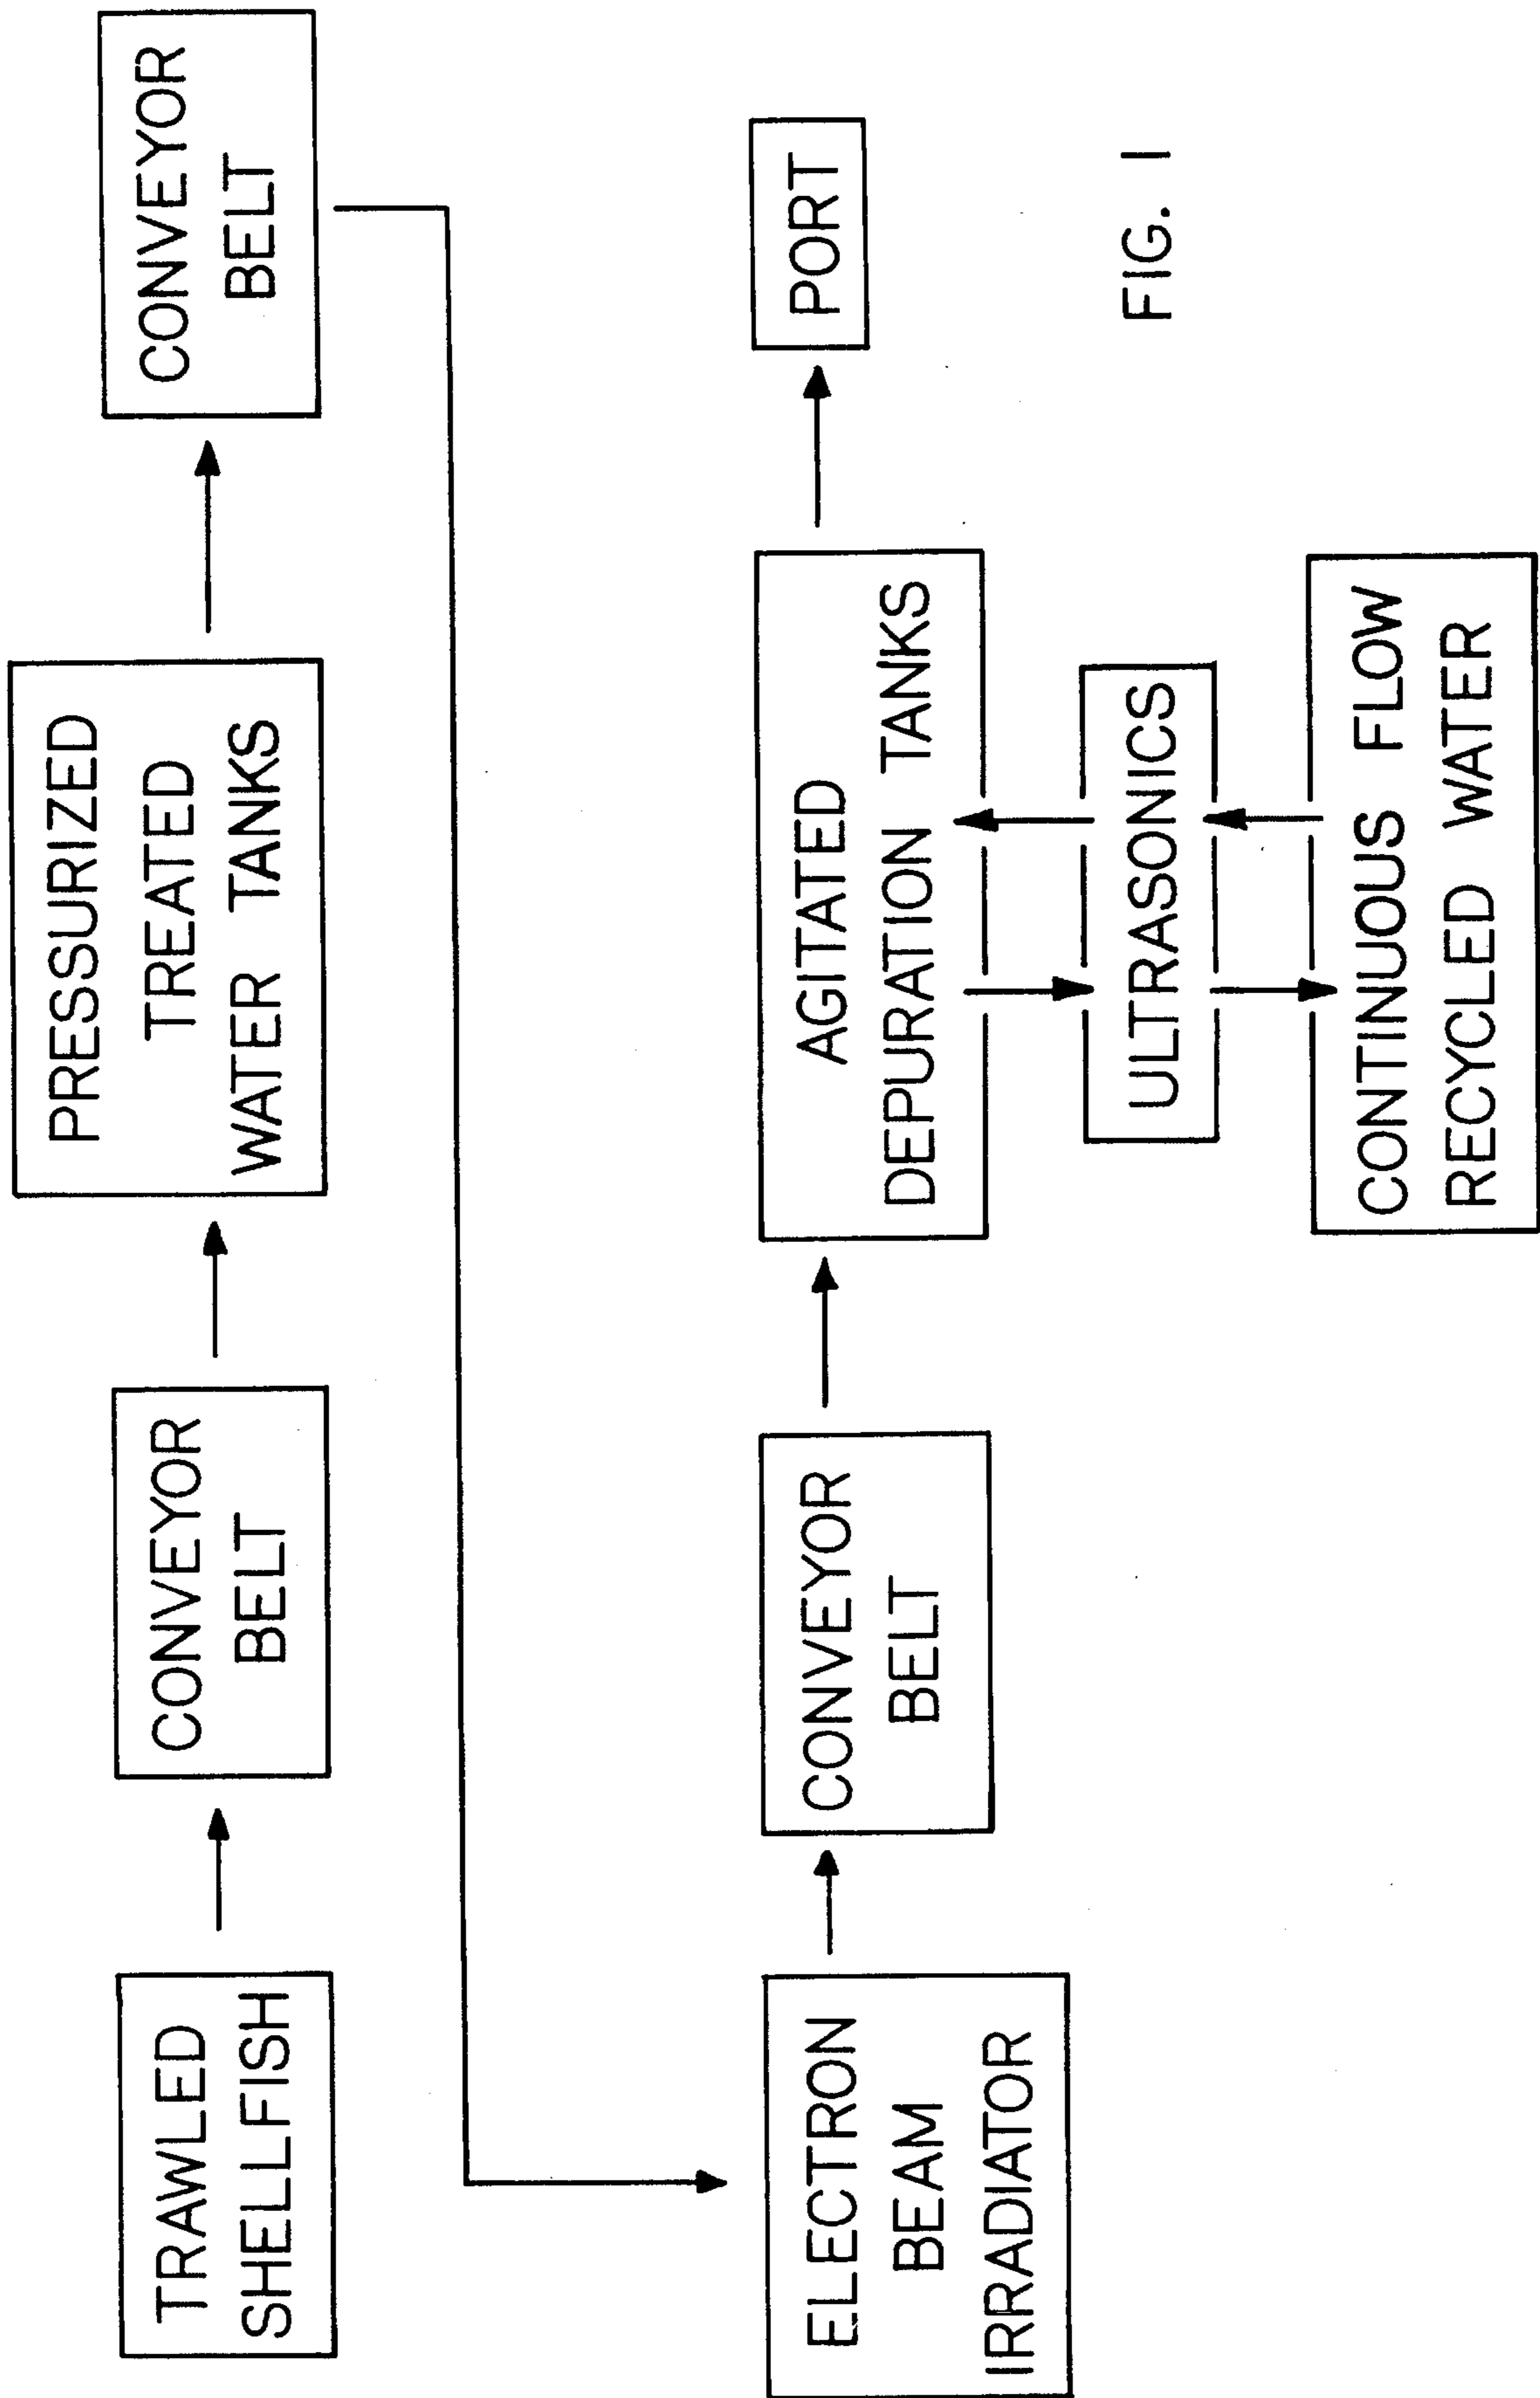 TRAWLED
SHELLFISH
CONVEYOR
BELT
PRESSURIZED
TREATED
WATER TANKS
CONVEYOR
BELT
ELECTRON
BEAM
IRRADIATOR
CONVEYOR
BELT
AGITATED
DEPURATION TANKS
PORT
ULTRASONICS
CONTINUOUS FLOW
RECYCLED WATER
FIG. 1